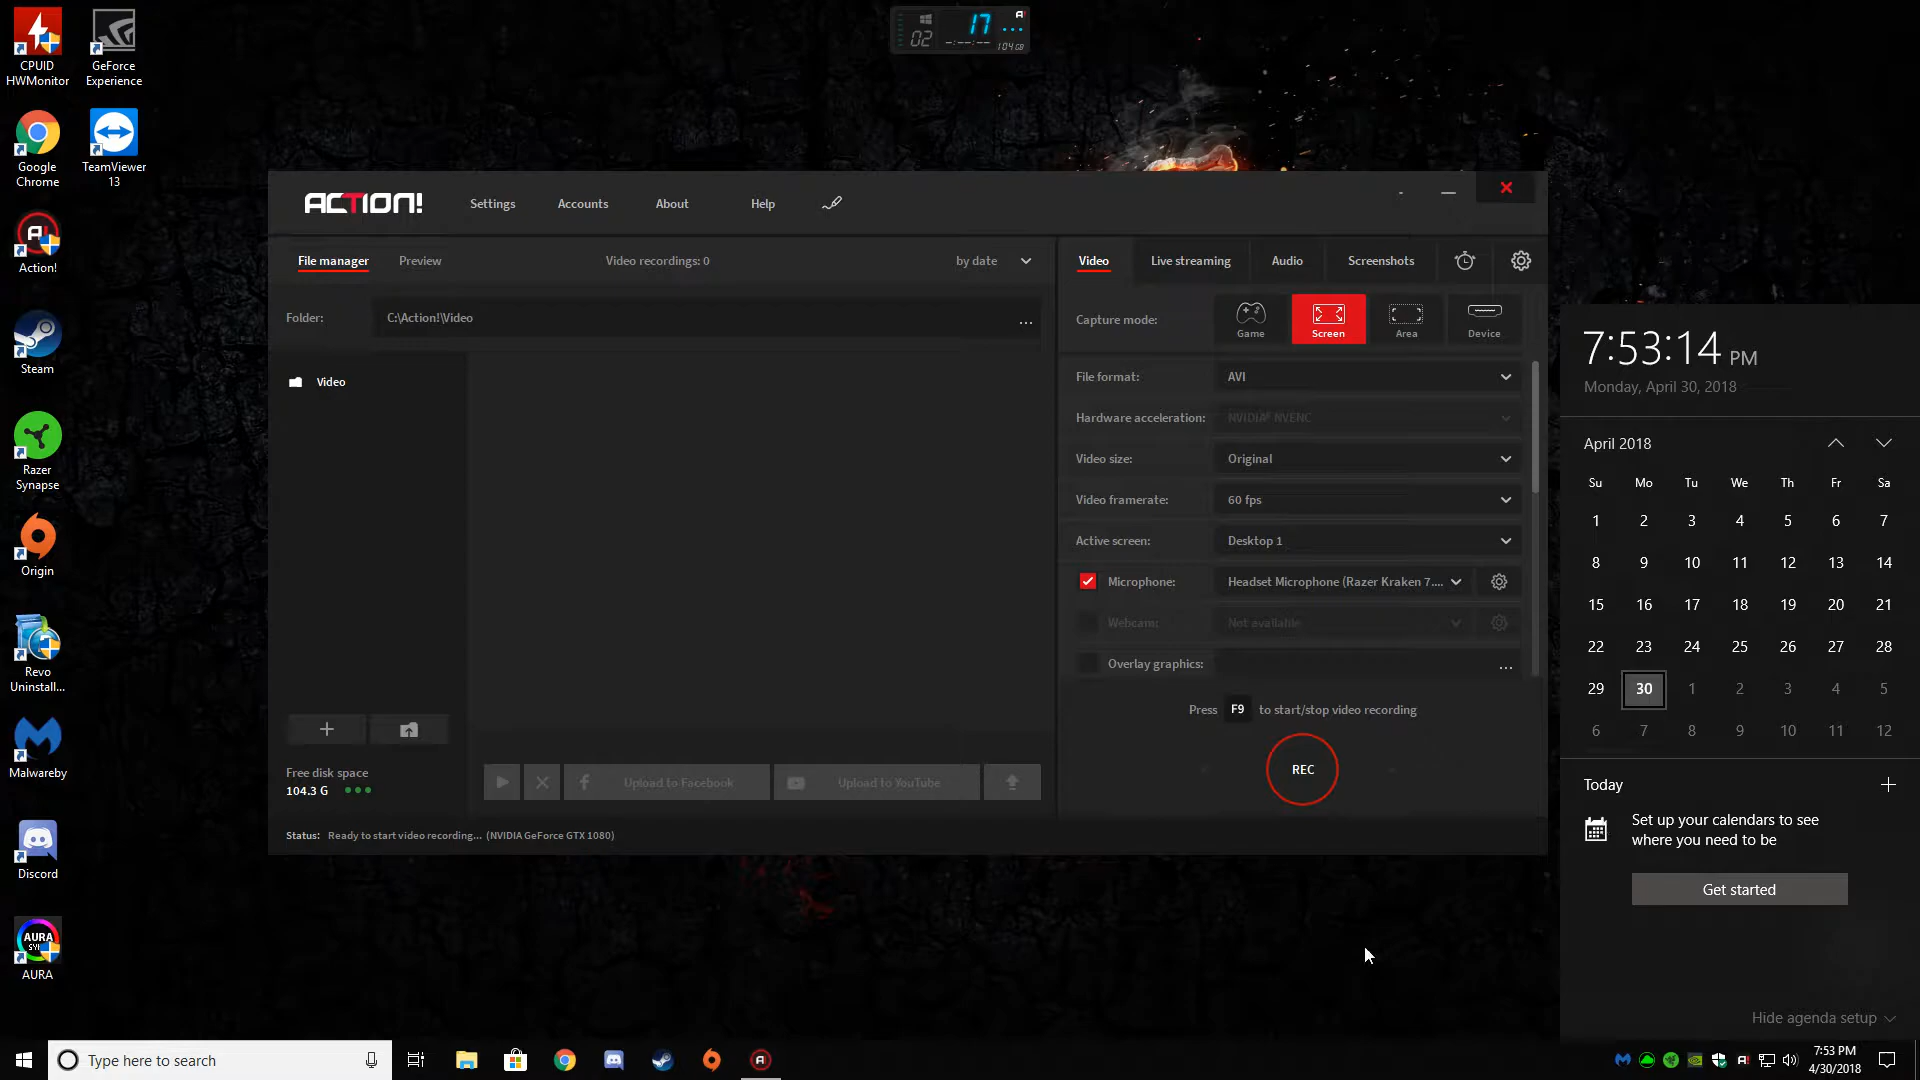 CPUID
HWMonitor
GeForce
Experience
Google
Chrome
TeamViewer
13
Action!
Steam
Razer
Synapse
Origin
Revo
Uninstall...
Malwareby
Discord
AURA
AURA
02
17
-:--:--
104 GB
A!
ACTION!
Settings
Accounts
About
Help
File manager
Preview
Video recordings: 0
by date
Folder:
C:\Action!\Video
...
Video
Free disk space
104.3 G
Upload to Facebook
Upload to YouTube
Status: Ready to start video recording... (NVIDIA GeForce GTX 1080)
Video
Live streaming
Audio
Screenshots
Capture mode:
Game
Screen
Area
Device
File format: AVI
Hardware acceleration: NVIDIA® NVENC
Video size: Original
Video framerate: 60 fps
Active screen: Desktop 1
Microphone: Headset Microphone (Razer Kraken 7....
Webcam: Not available
Overlay graphics: ...
Press F9 to start/stop video recording
REC
7:53:14 PM
Monday, April 30, 2018
April 2018
Su Mo Tu We Th Fr Sa
1 2 3 4 5 6 7
8 9 10 11 12 13 14
15 16 17 18 19 20 21
22 23 24 25 26 27 28
29 30 1 2 3 4 5
6 7 8 9 10 11 12
Today
Set up your calendars to see
where you need to be
Get started
Hide agenda setup
Type here to search
7:53 PM
4/30/2018